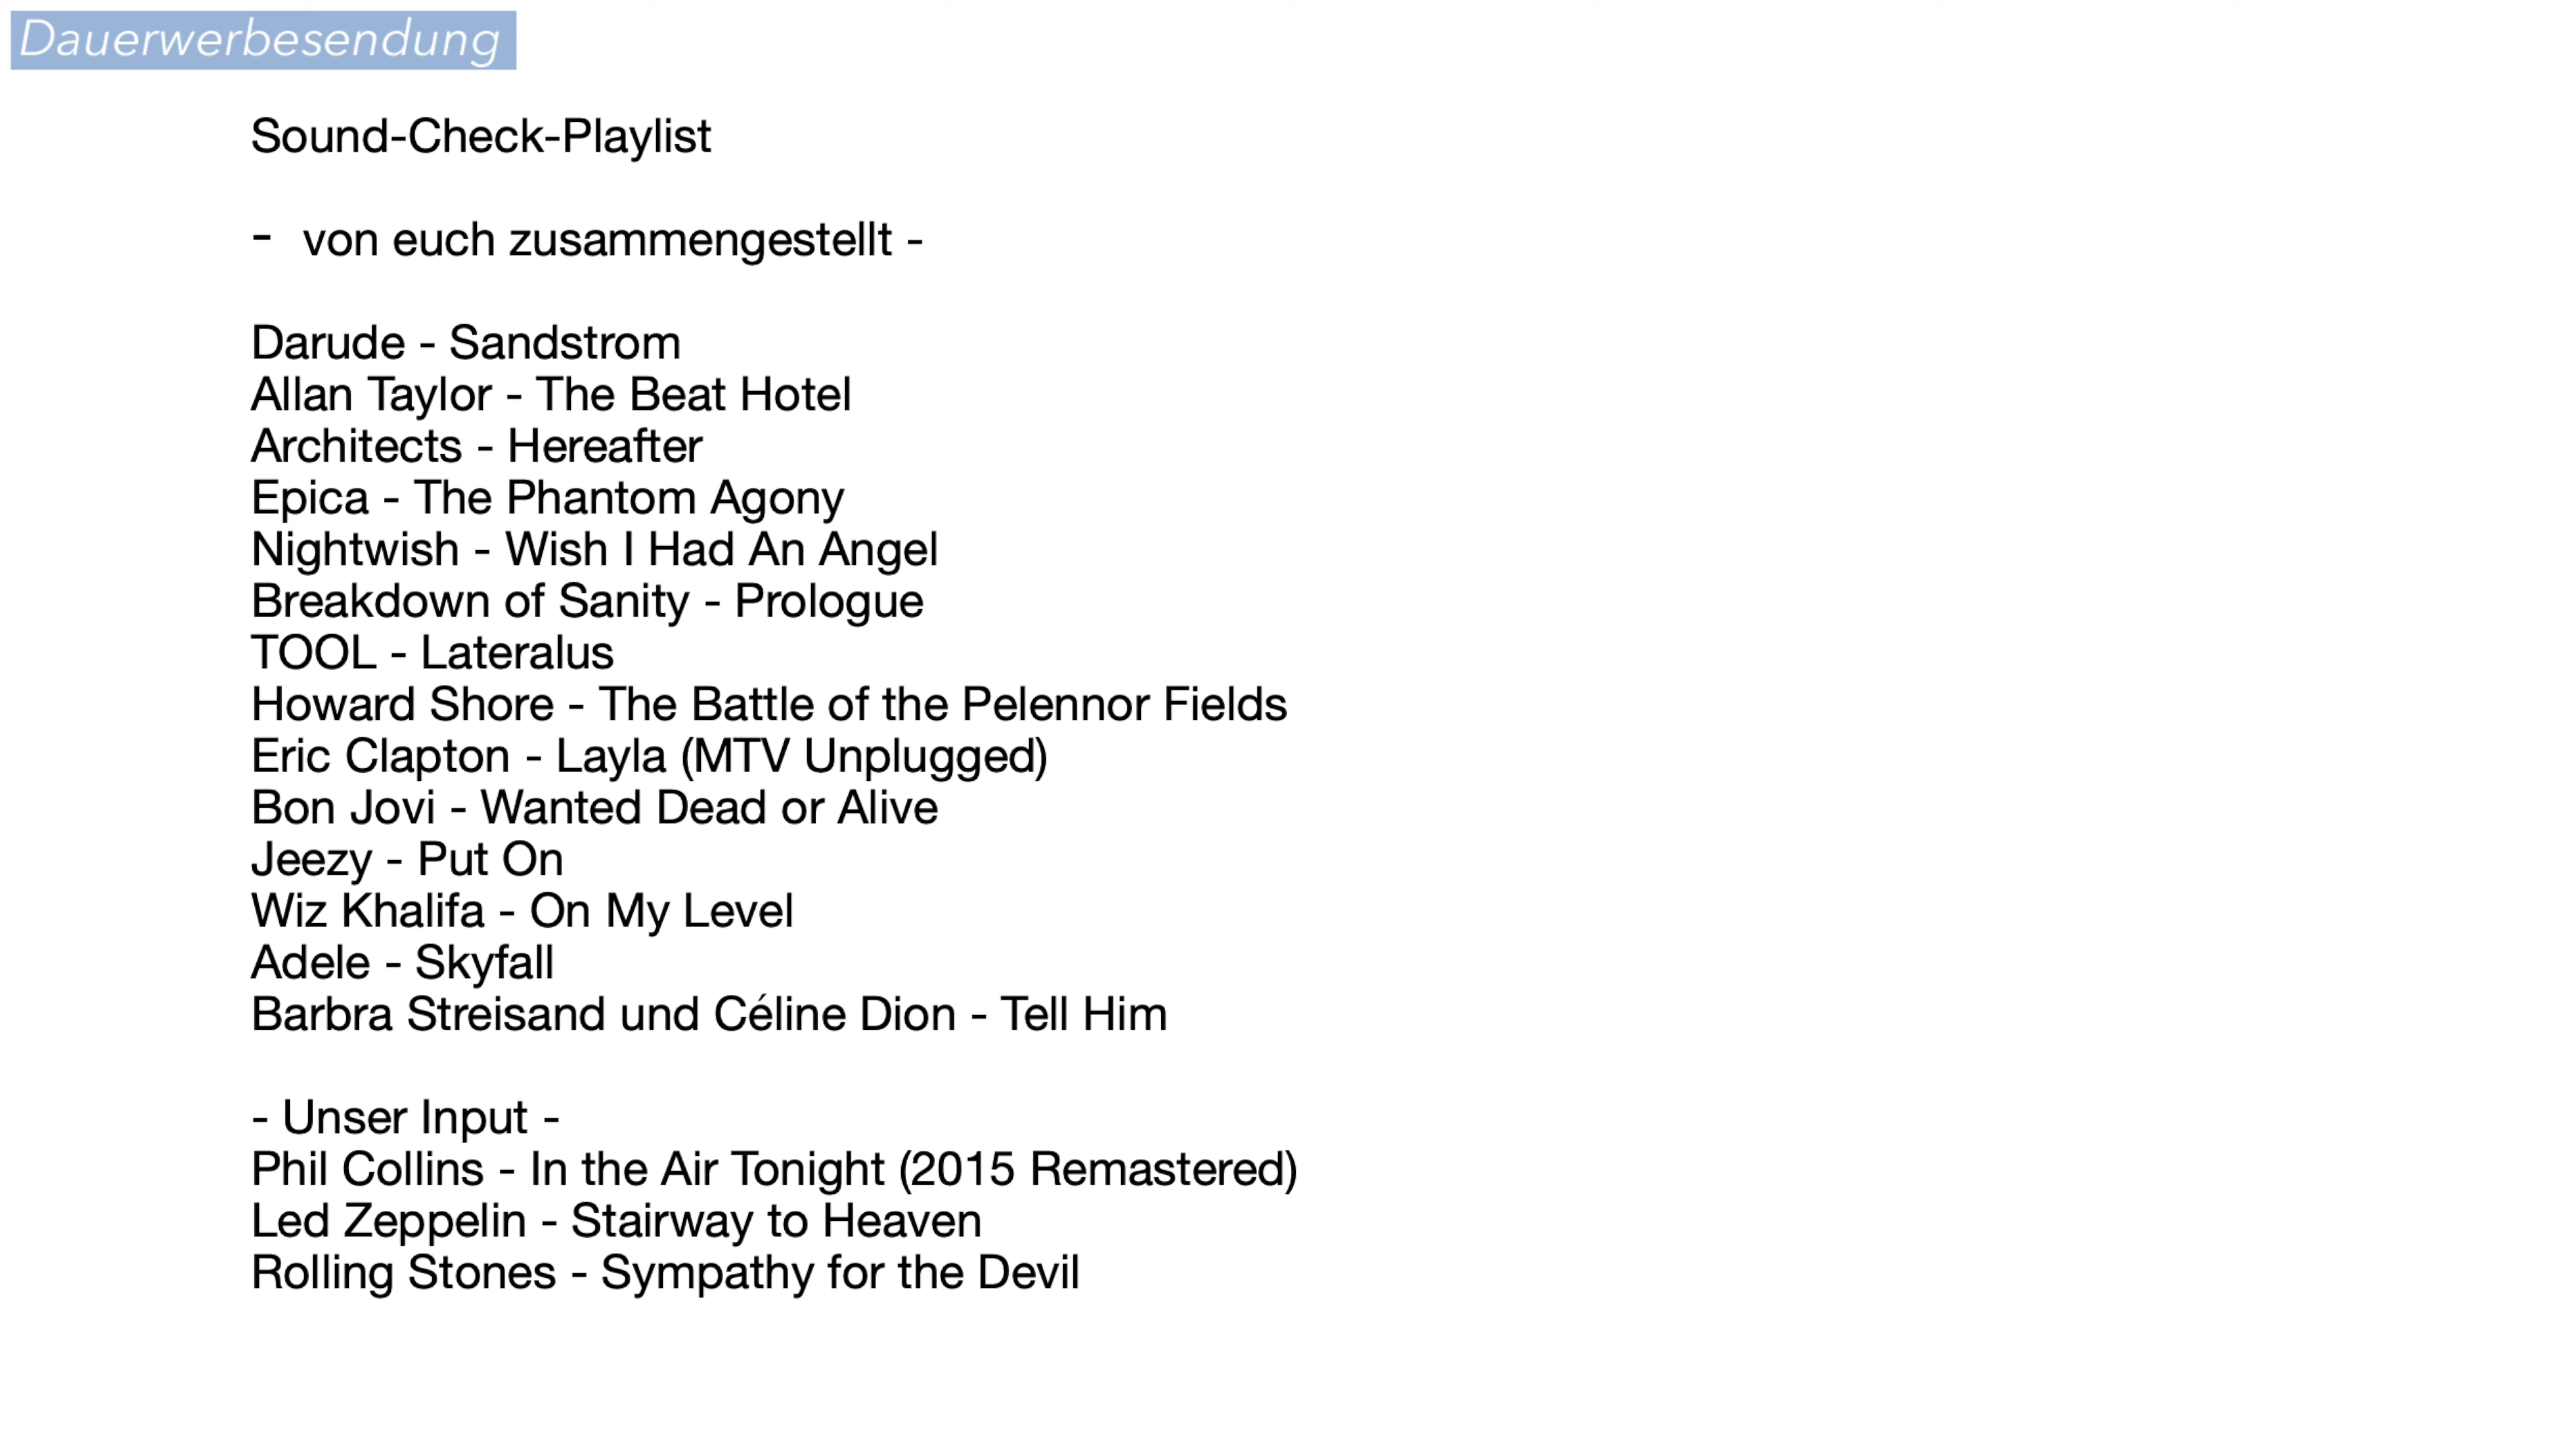 Dauerwerbesendung
Sound-Check-Playlist
- von euch zusammengestellt -
Darude - Sandstrom
Allan Taylor - The Beat Hotel
Architects - Hereafter
Epica - The Phantom Agony
Nightwish - Wish I Had An Angel
Breakdown of Sanity - Prologue
TOOL - Lateralus
Howard Shore - The Battle of the Pelennor Fields
Eric Clapton - Layla (MTV Unplugged)
Bon Jovi - Wanted Dead or Alive
Jeezy - Put On
Wiz Khalifa - On My Level
Adele - Skyfall
Barbra Streisand und Céline Dion - Tell Him
- Unser Input -
Phil Collins - In the Air Tonight (2015 Remastered)
Led Zeppelin - Stairway to Heaven
Rolling Stones - Sympathy for the Devil